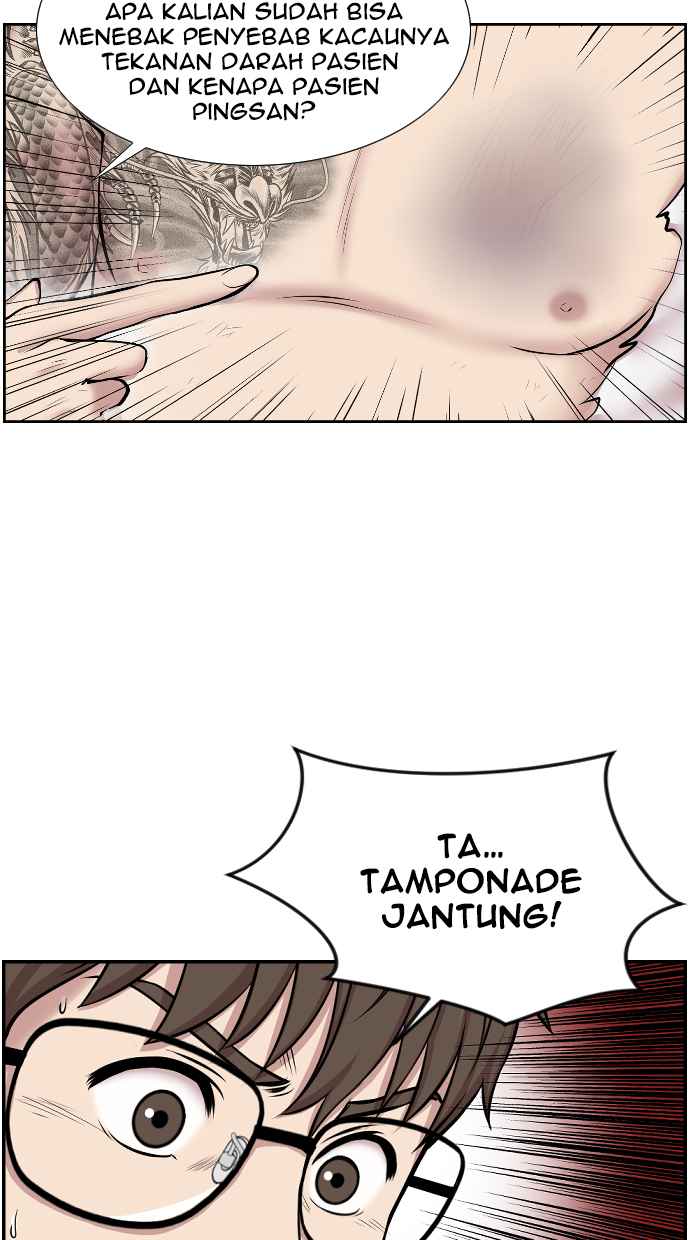 APA KALIAN SUDAH BISA
MENEBAK PENYEBAB KACAUNYA
TEKANAN DARAH PASIEN
DAN KENAPA PASIEN
PINGSAN?
TA...
TAMPONADE
JANTUNG!